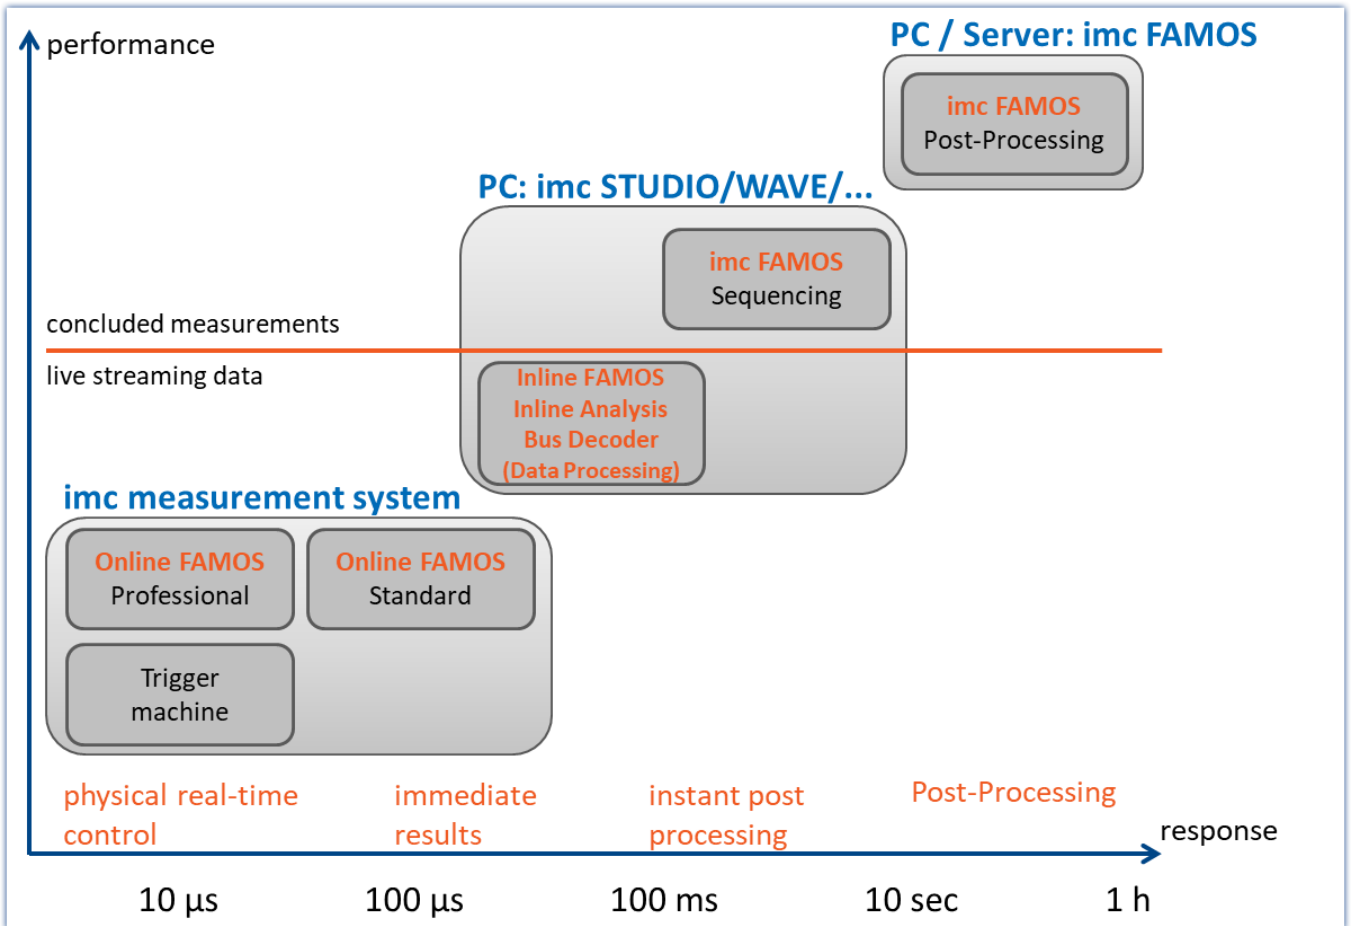 performance
PC / Server: imc FAMOS
imc FAMOS
Post-Processing
PC: imc STUDIO/WAVE/...
imc FAMOS
Sequencing
concluded measurements
live streaming data
Inline FAMOS
Inline Analysis
Bus Decoder
(Data Processing)
imc measurement system
Online FAMOS
Professional
Online FAMOS
Standard
Trigger
machine
physical real-time
control
immediate
results
instant post
processing
Post-Processing
response
10 µs
100 µs
100 ms
10 sec
1 h